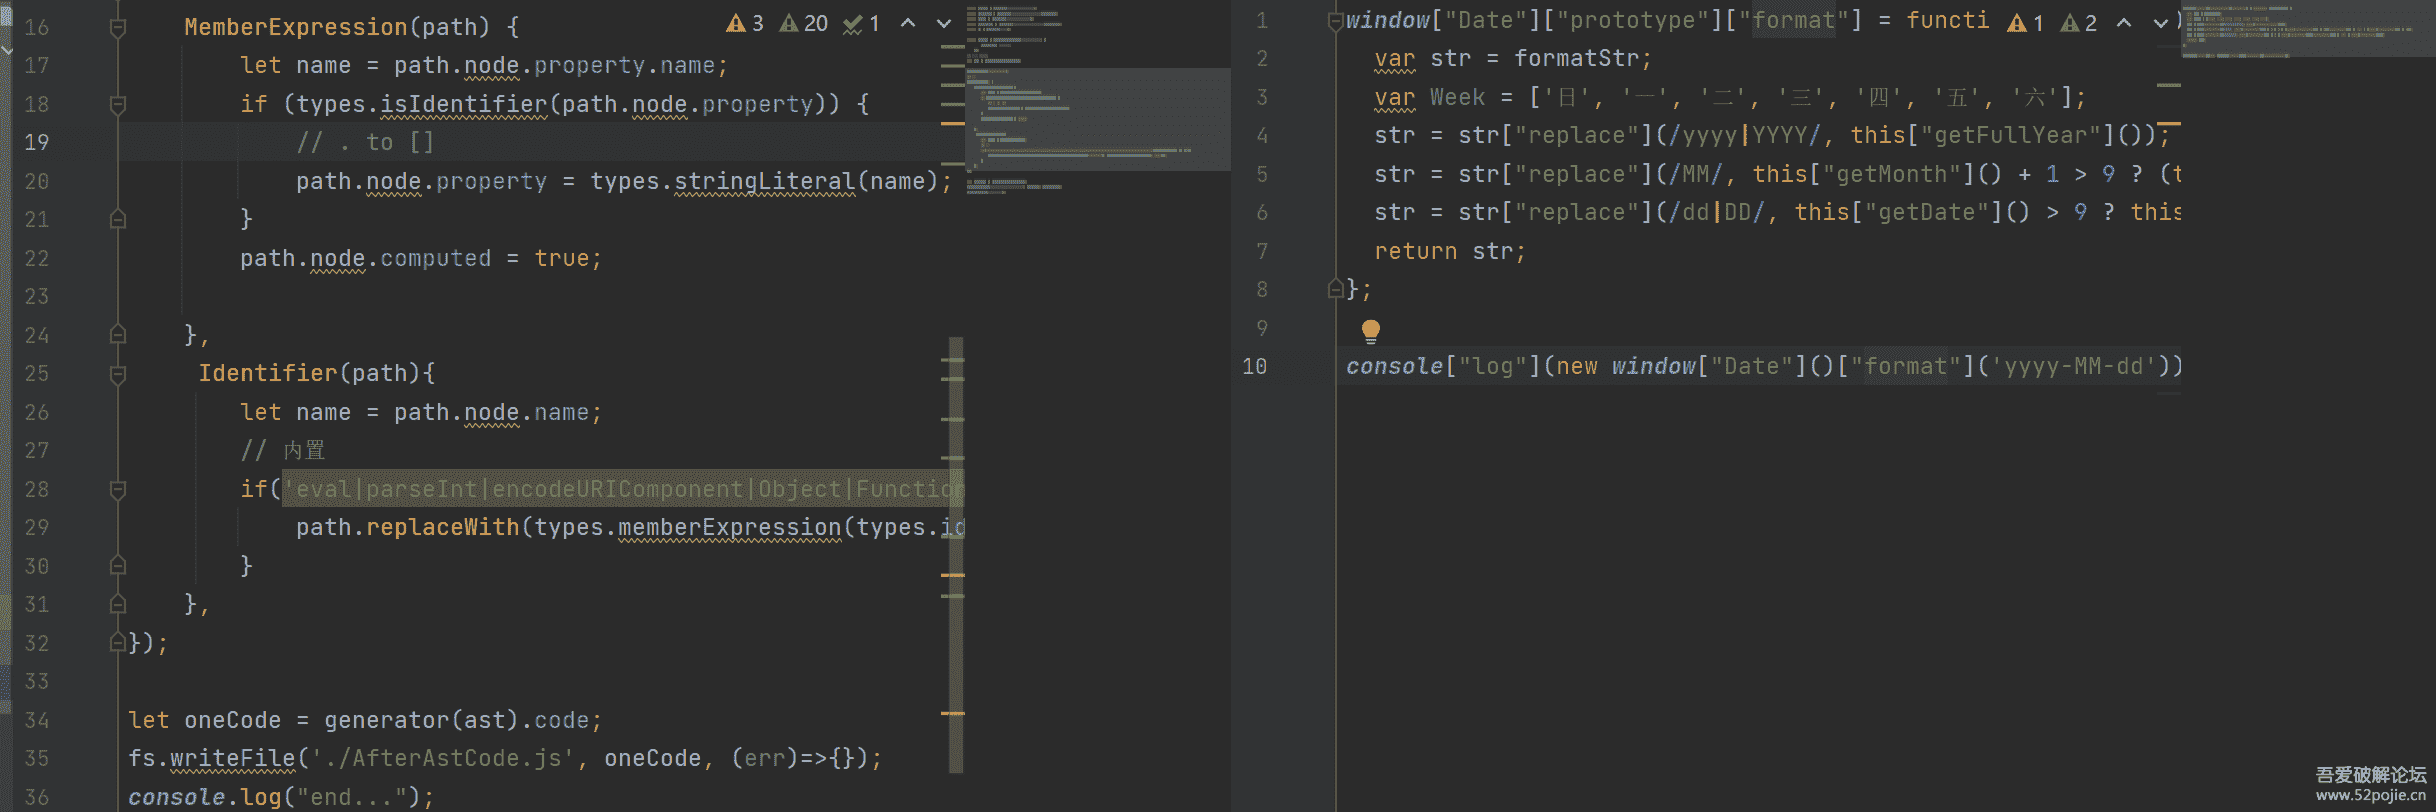 16 MemberExpression(path) {
17 let name = path.node.property.name;
18 if (types.isIdentifier(path.node.property)) {
19 // . to []
20 path.node.property = types.stringLiteral(name);
21 }
22 path.node.computed = true;
23
24 },
25 Identifier(path){
26 let name = path.node.name;
27 // 内置
28 if('eval|parseInt|encodeURIComponent|Object|Function
29 path.replaceWith(types.memberExpression(types.id
30 }
31 },
32 });
33
34 let oneCode = generator(ast).code;
35 fs.writeFile('./AfterAstCode.js', oneCode, (err)=>{});
36 console.log("end...");
3 20 1
1 window["Date"]["prototype"]["format"] = functi
1 2
2 var str = formatStr;
3 var Week = ['日', '一', '二', '三', '四', '五', '六'];
4 str = str["replace"](/yyyy|YYYY/, this["getFullYear"]());
5 str = str["replace"](/MM/, this["getMonth"]() + 1 > 9 ? (t
6 str = str["replace"](/dd|DD/, this["getDate"]() > 9 ? this
7 return str;
8 };
9
10 console["log"](new window["Date"]()["format"]('yyyy-MM-dd'))
吾爱破解论坛
www.52pojie.cn